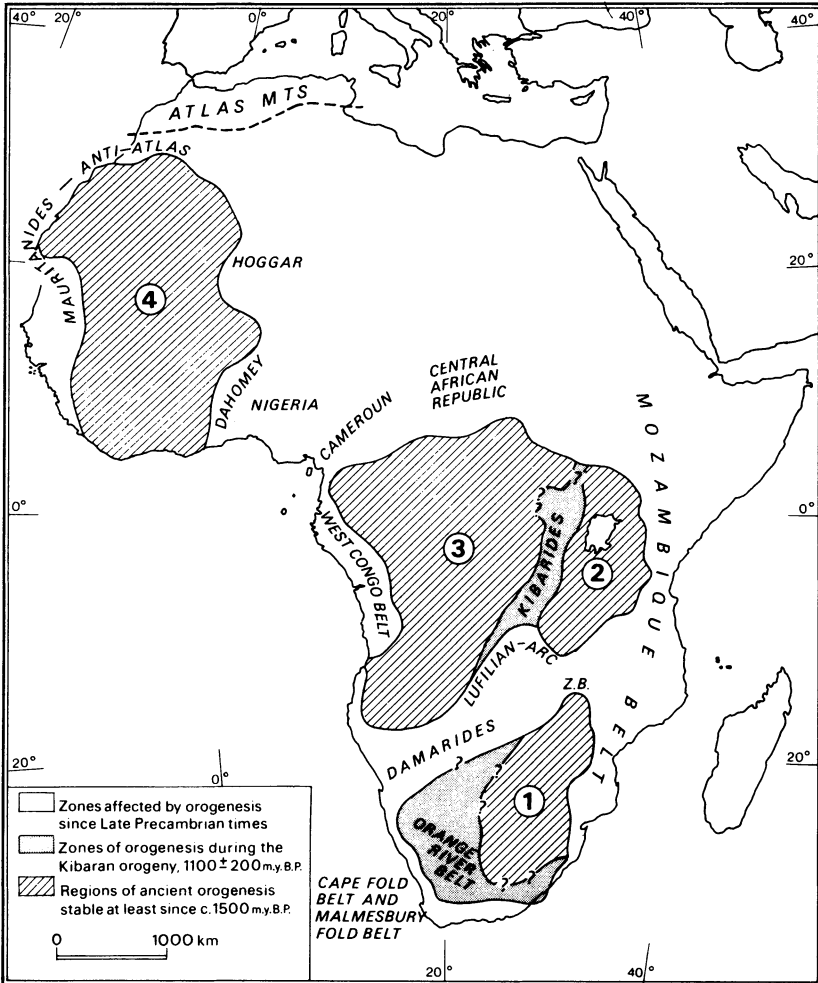 40° 20° 0° 20° 40°
ATLAS MTS
MAURITANIDES – ANTI-ATLAS
20° HOGGAR 20°
MAURIT
4
CENTRAL
AFRICAN
REPUBLIC
DAHOMEY
NIGERIA
CAMEROUN
MOZAMBIQUE BELT
0° 0°
? ? ? ?
WEST CONGO BELT
3
KIBARIDES
2
LUFILIAN-ARC
Z.B.
DAMARIDES
20° 0° 20°
? ? ?
1
ORANGE
RIVER
BELT
? ?
Zones affected by orogenesis
since Late Precambrian times
Zones of orogenesis during the
Kibaran orogeny, 1100 ± 200 m.y.B.P.
Regions of ancient orogenesis
stable at least since c.1500 m.y.B.P.
0 1000 km
CAPE FOLD
BELT AND
MALMESBURY
FOLD BELT
20° 40°